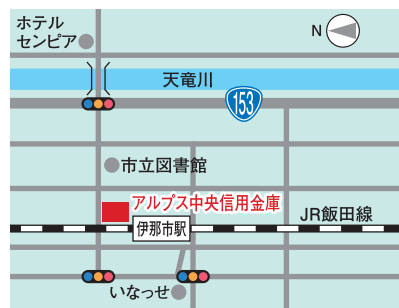 ホテル
センピア
N
天竜川
153
市立図書館
アルプス中央信用金庫
伊那市駅
JR飯田線
いなっせ